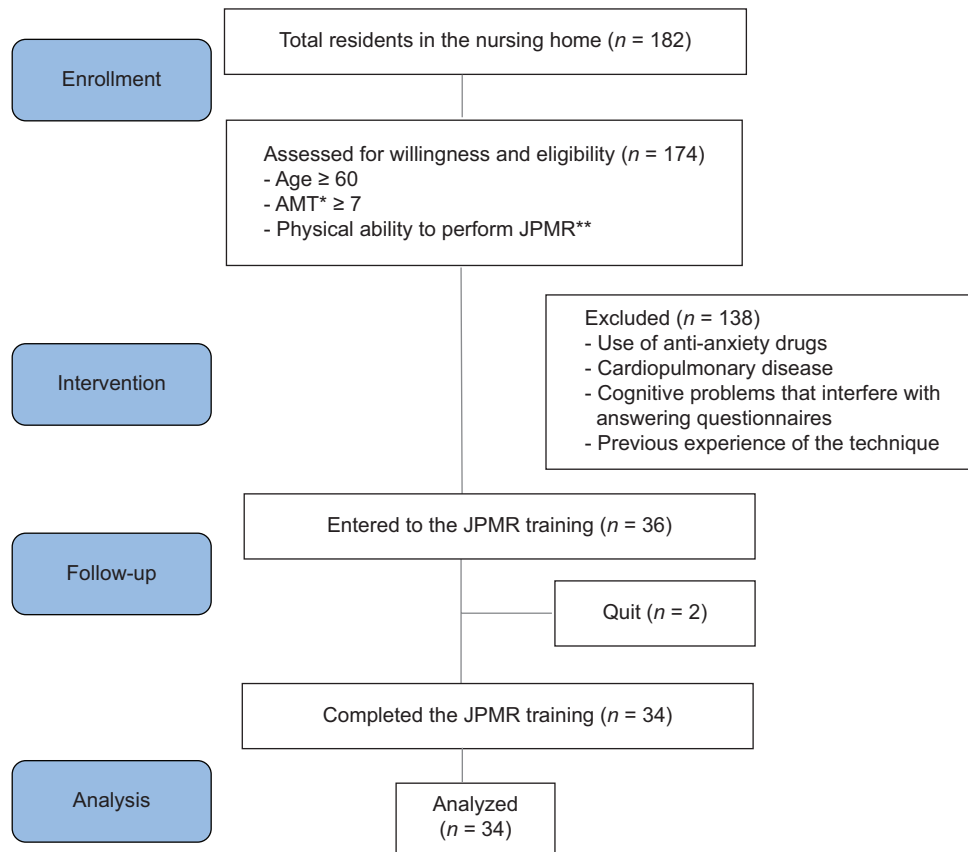 Enrollment
Total residents in the nursing home (n = 182)
Assessed for willingness and eligibility (n = 174)
- Age ≥ 60
- AMT* ≥ 7
- Physical ability to perform JPMR**
Intervention
Excluded (n = 138)
- Use of anti-anxiety drugs
- Cardiopulmonary disease
- Cognitive problems that interfere with
answering questionnaires
- Previous experience of the technique
Entered to the JPMR training (n = 36)
Follow-up
Quit (n = 2)
Completed the JPMR training (n = 34)
Analysis
Analyzed
(n = 34)